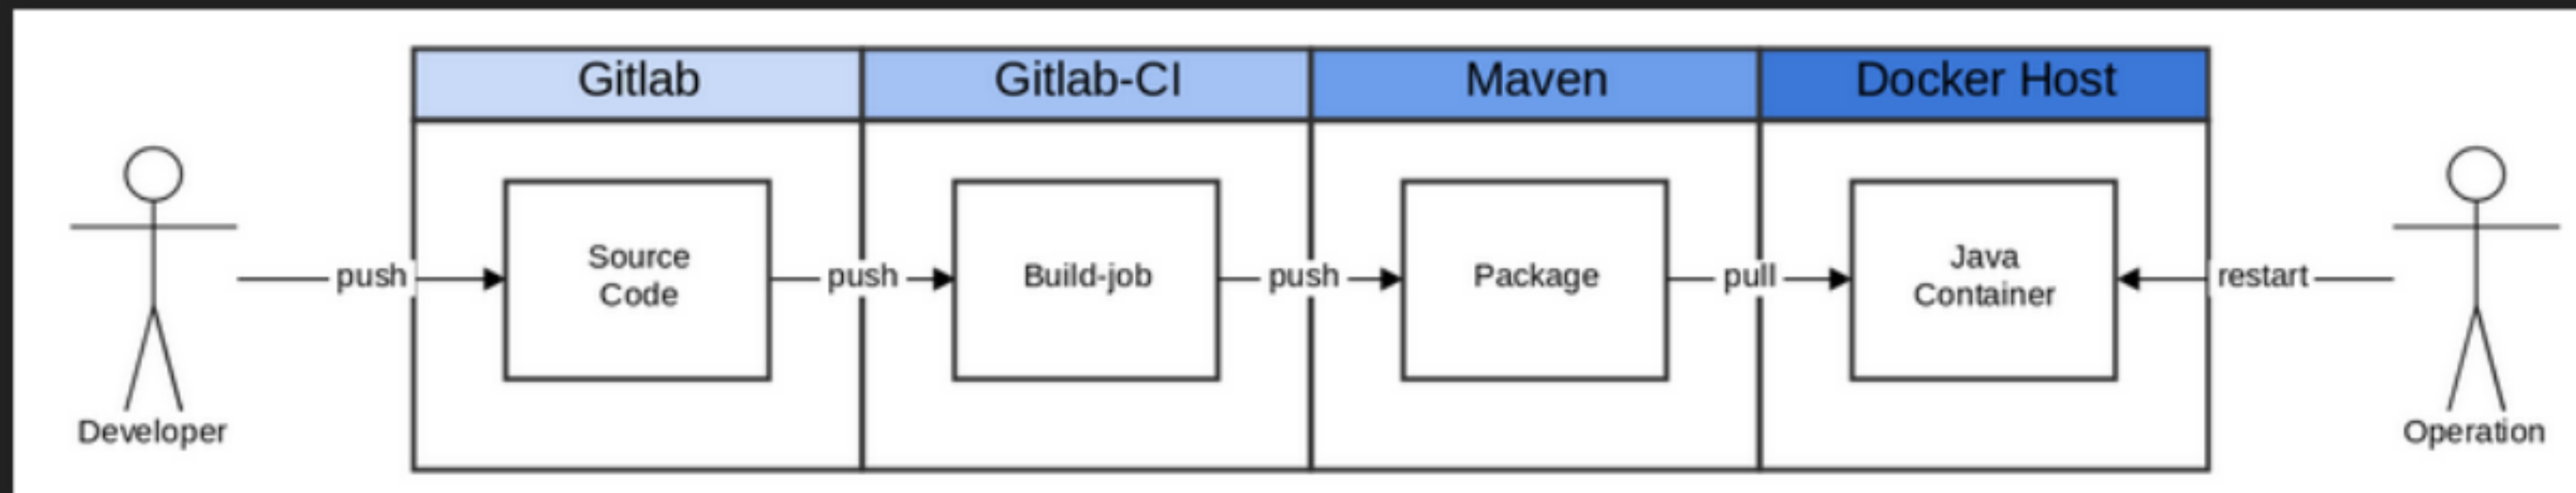 Gitlab
Gitlab-CI
Maven
Docker Host
Developer
push
Source
Code
push
Build-job
push
Package
pull
Java
Container
restart
Operation